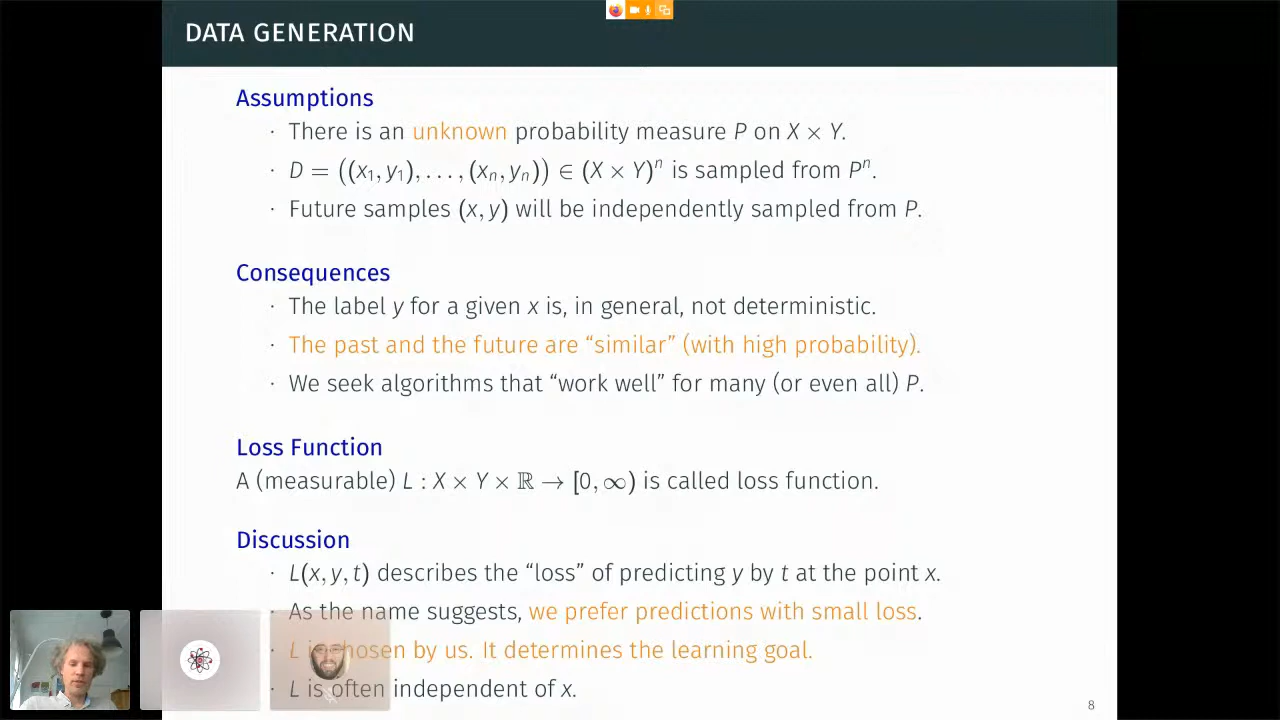 DATA GENERATION
Assumptions
· There is an unknown probability measure P on X × Y.
· D = ((x₁, y₁), . . . , (xₙ, yₙ)) ∈ (X × Y)ⁿ is sampled from Pⁿ.
· Future samples (x, y) will be independently sampled from P.
Consequences
· The label y for a given x is, in general, not deterministic.
· The past and the future are “similar” (with high probability).
· We seek algorithms that “work well” for many (or even all) P.
Loss Function
A (measurable) L : X × Y × ℝ → [0, ∞) is called loss function.
Discussion
· L(x, y, t) describes the “loss” of predicting y by t at the point x.
· As the name suggests, we prefer predictions with small loss.
· L is chosen by us. It determines the learning goal.
· L is often independent of x.
8